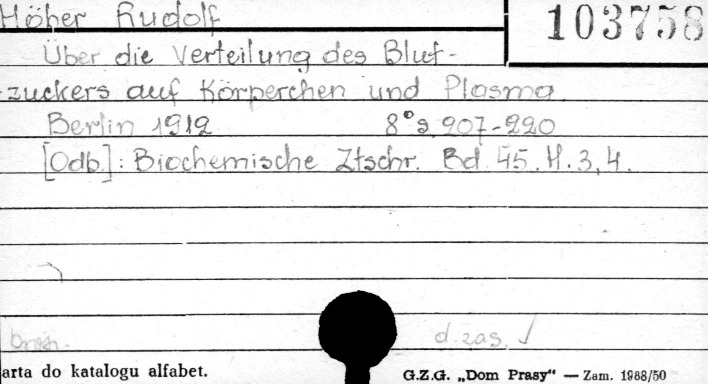 Höber Rudolf
103758
Über die Verteilung des Blut-
zuckers auf Körperchen und Plasma.
Berlin 1912 8° s. 207-220
[Odb.]: Biochemische Ztschr. Bd. 45. H. 3, 4.
brosz. d. zas. √
arta do katalogu alfabet. G.Z.G. „Dom Prasy" — Zam. 1988/50